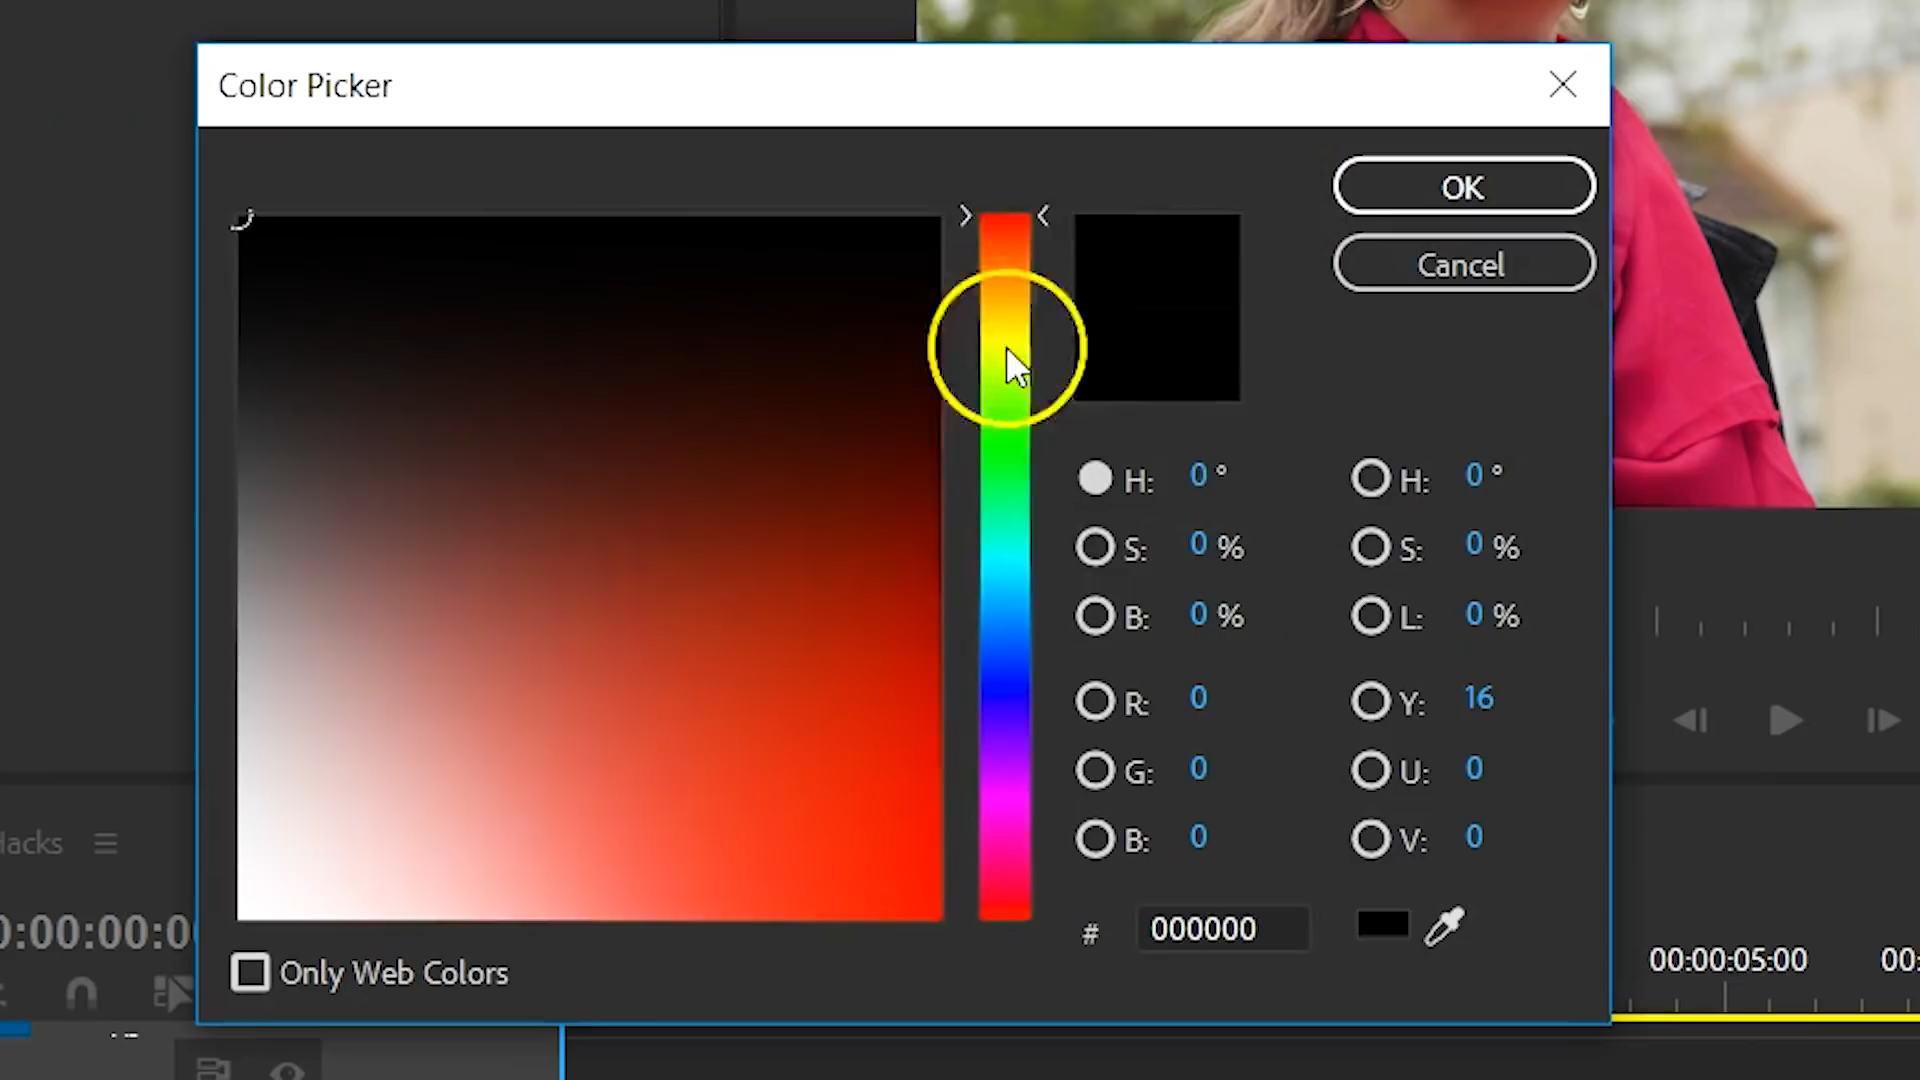 Color Picker
OK
Cancel
H: 0 °
H: 0 °
S: 0 %
S: 0 %
B: 0 %
L: 0 %
R: 0
Y: 16
G: 0
U: 0
B: 0
V: 0
# 000000
Only Web Colors
00:00:05:00